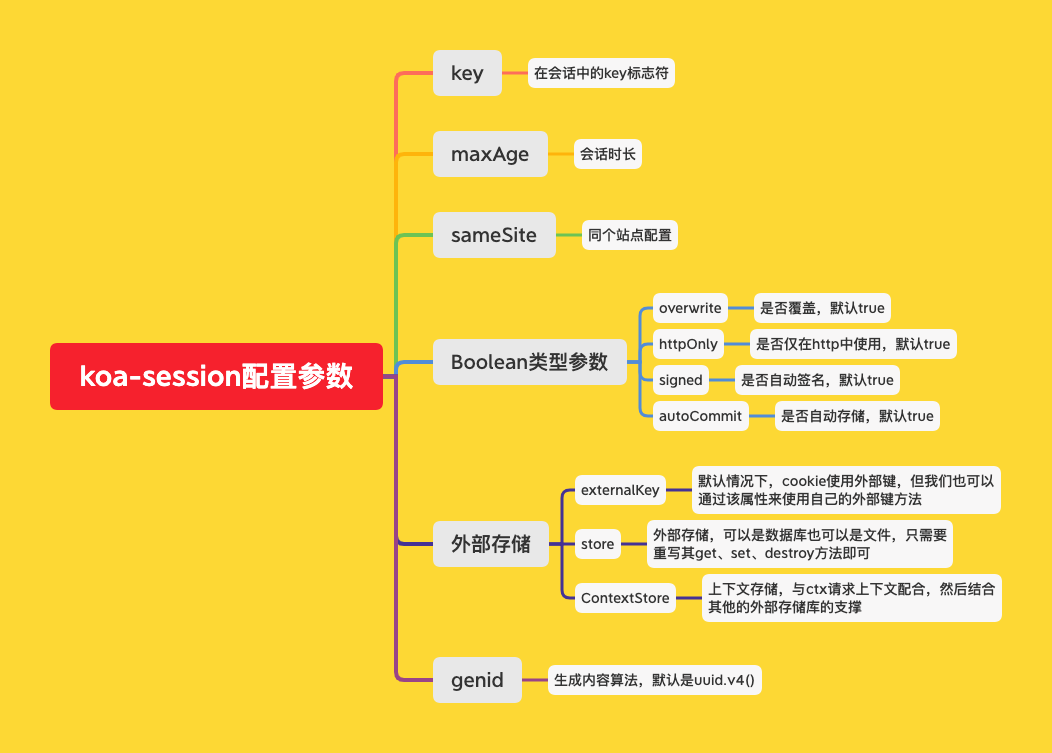 key
在会话中的key标志符
maxAge
会话时长
sameSite
同个站点配置
koa-session配置参数
Boolean类型参数
overwrite
是否覆盖，默认true
httpOnly
是否仅在http中使用，默认true
signed
是否自动签名，默认true
autoCommit
是否自动存储，默认true
外部存储
externalKey
默认情况下，cookie使用外部键，但我们也可以
通过该属性来使用自己的外部键方法
store
外部存储，可以是数据库也可以是文件，只需要
重写其get、set、destroy方法即可
ContextStore
上下文存储，与ctx请求上下文配合，然后结合
其他的外部存储库的支撑
genid
生成内容算法，默认是uuid.v4()